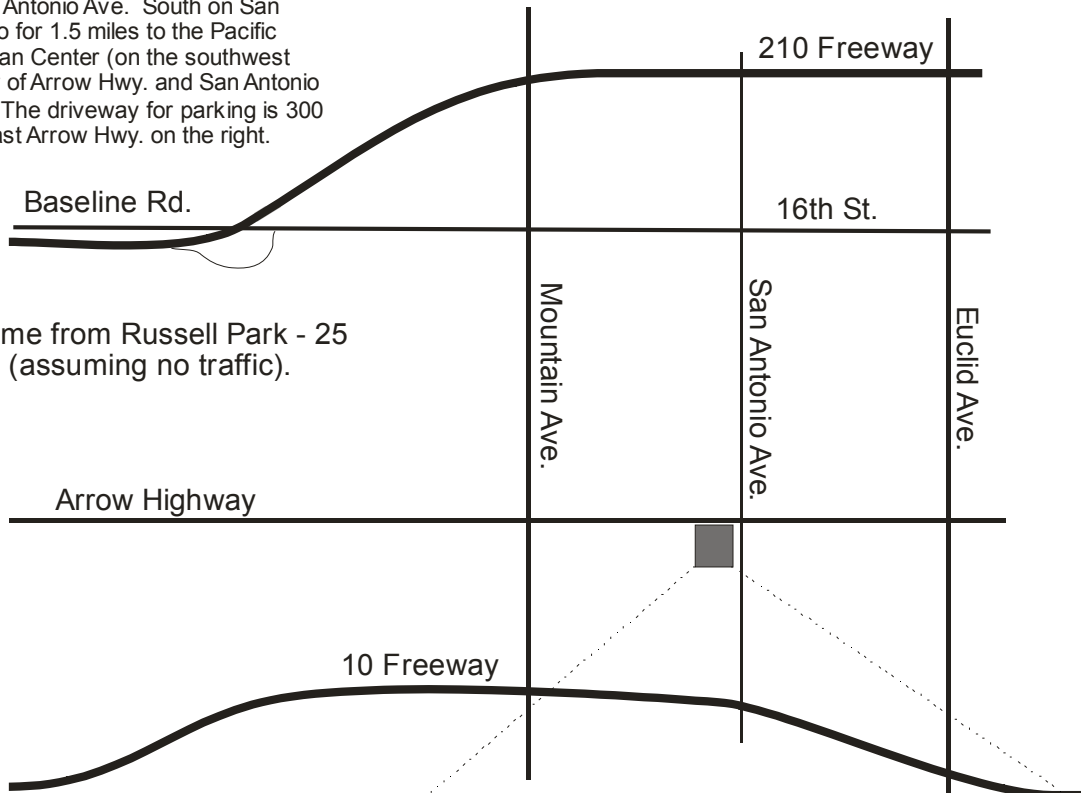 Antonio Ave. South on San
o for 1.5 miles to the Pacific
an Center (on the southwest
of Arrow Hwy. and San Antonio
The driveway for parking is 300
ast Arrow Hwy. on the right.
210 Freeway
Baseline Rd.
16th St.
Mountain Ave.
San Antonio Ave.
Euclid Ave.
me from Russell Park - 25
(assuming no traffic).
Arrow Highway
10 Freeway